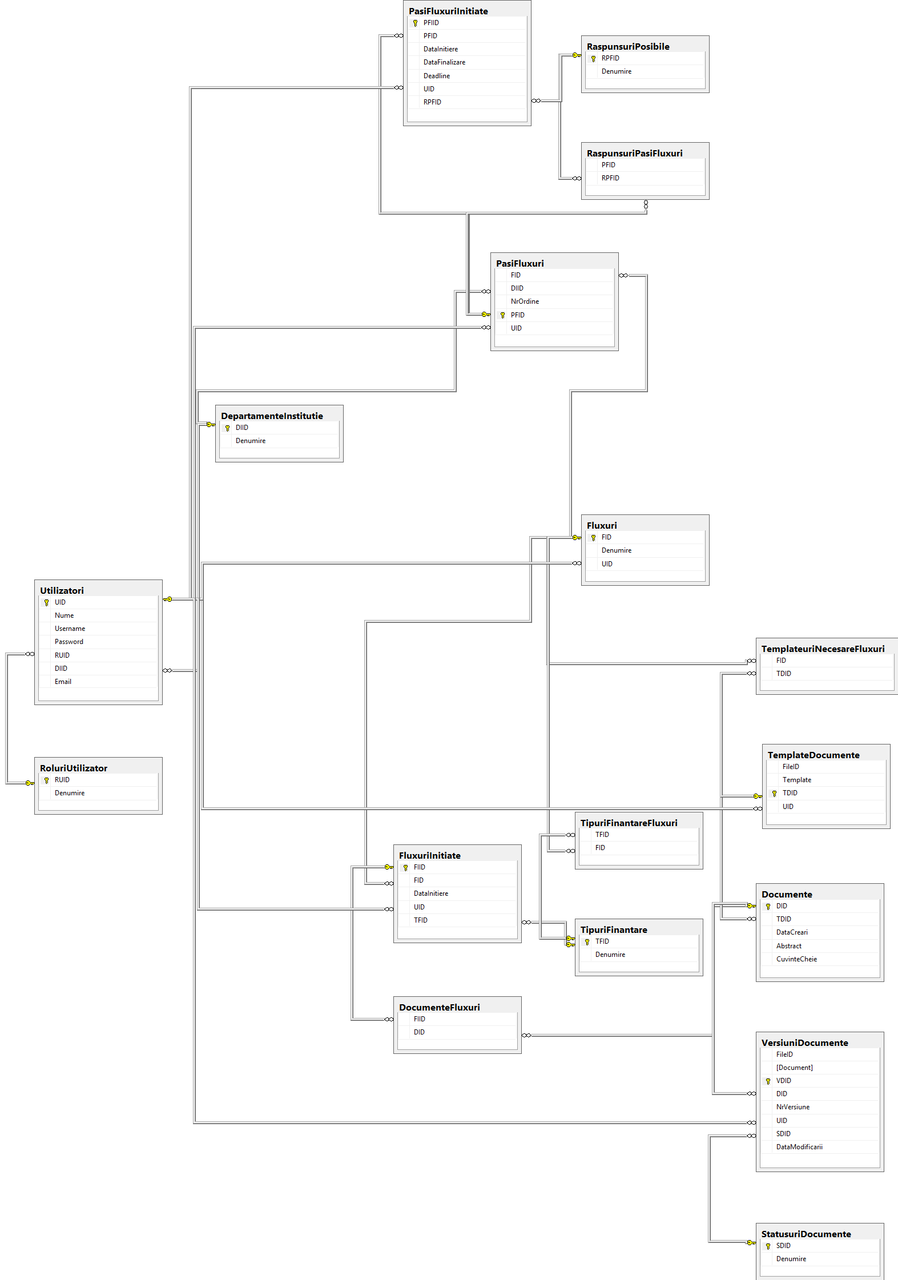 PasiFluxuriInitiate
PFIID
PFID
DataInitiere
DataFinalizare
Deadline
UID
RPFID
RaspunsuriPosibile
RPFID
Denumire
RaspunsuriPasiFluxuri
PFID
RPFID
PasiFluxuri
FID
DIID
NrOrdine
PFID
UID
DepartamenteInstitutie
DIID
Denumire
Fluxuri
FID
Denumire
UID
Utilizatori
UID
Nume
Username
Password
RUID
DIID
Email
TemplateuriNecesareFluxuri
FID
TDID
RoluriUtilizator
RUID
Denumire
TemplateDocumente
FileID
Template
TDID
UID
TipuriFinantareFluxuri
TFID
FID
FluxuriInitiate
FIID
FID
DataInitiere
UID
TFID
Documente
DID
TDID
DataCreari
Abstract
CuvinteCheie
TipuriFinantare
TFID
Denumire
DocumenteFluxuri
FIID
DID
VersiuniDocumente
FileID
[Document]
VDID
DID
NrVersiune
UID
SDID
DataModificarii
StatusuriDocumente
SDID
Denumire